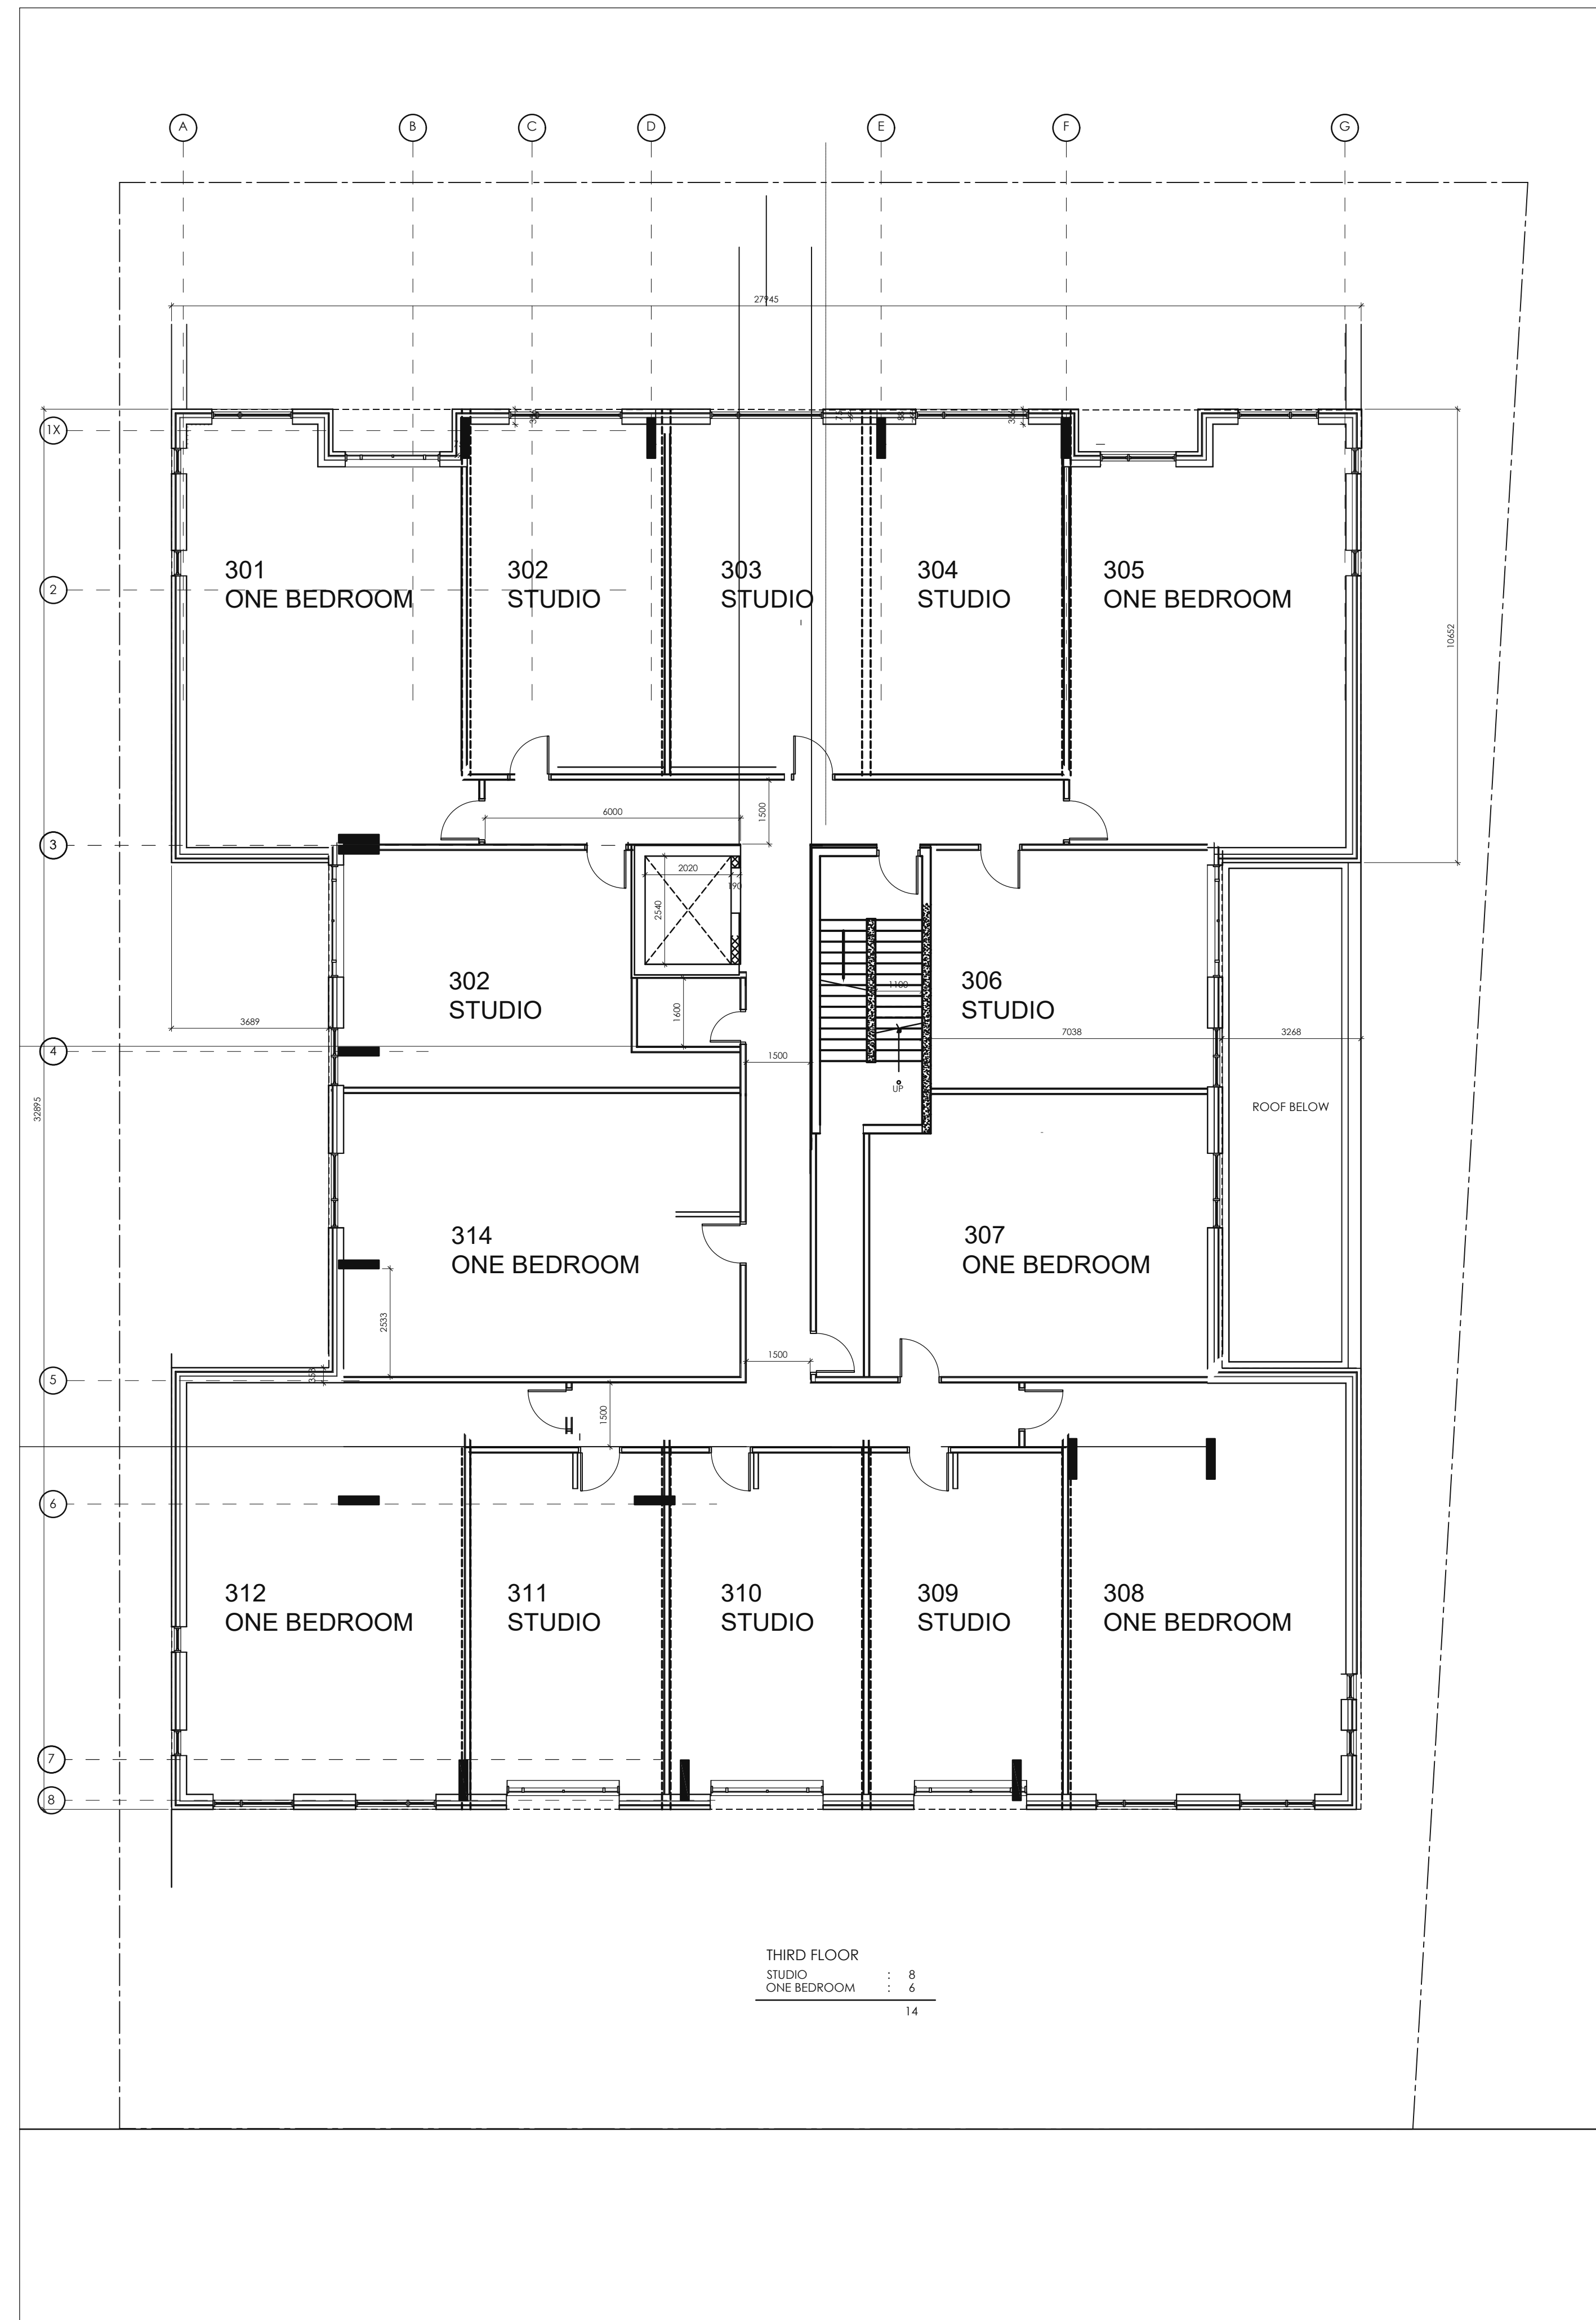 A
B
C
D
E
F
G
27945
1X
301
ONE BEDROOM
302
STUDIO
303
STUDIO
304
STUDIO
305
ONE BEDROOM
2
10652
6000
1500
3
2020
190
2540
302
STUDIO
1600
1100
306
STUDIO
3689
7038
3268
4
1500
UP
ROOF BELOW
32895
314
ONE BEDROOM
307
ONE BEDROOM
2533
1500
5
1500
6
312
ONE BEDROOM
311
STUDIO
310
STUDIO
309
STUDIO
308
ONE BEDROOM
7
8
THIRD FLOOR
STUDIO : 8
ONE BEDROOM : 6
14